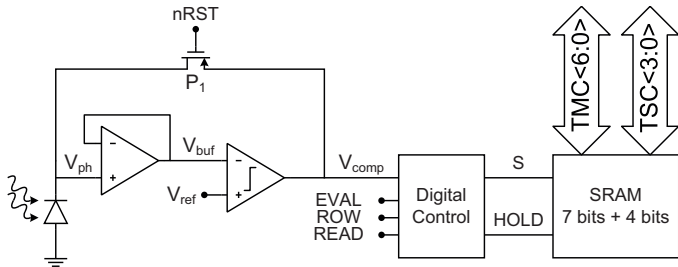 nRST
P1
TMC<6:0>
TSC<3:0>
Vph
-
+
Vbuf
Vref
-
+
Vcomp
EVAL
ROW
READ
Digital
Control
S
HOLD
SRAM
7 bits + 4 bits